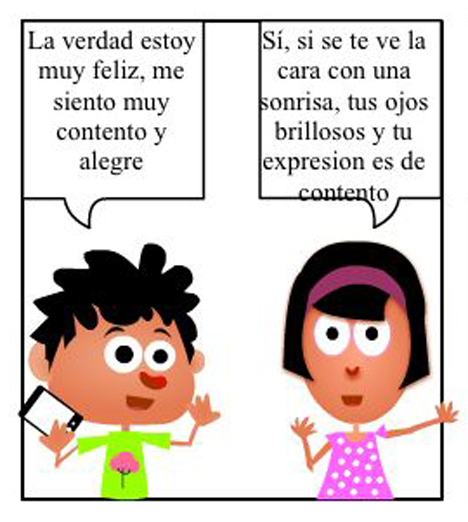 La verdad estoy
muy feliz, me
siento muy
contento y
alegre
Sí, si se te ve la
cara con una
sonrisa, tus ojos
brillosos y tu
expresion es de
contento